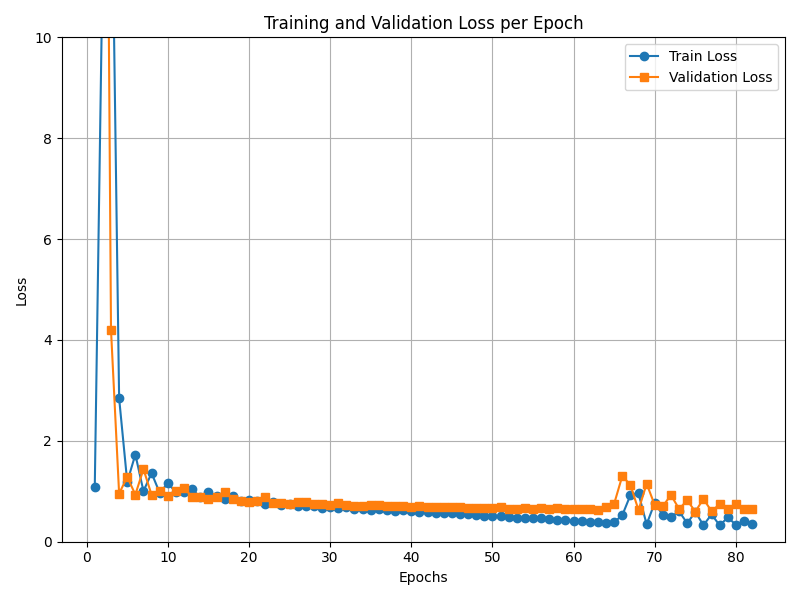 Training and Validation Loss per Epoch
10
8
6
4
2
0
Loss
Train Loss
Validation Loss
0 10 20 30 40 50 60 70 80
Epochs